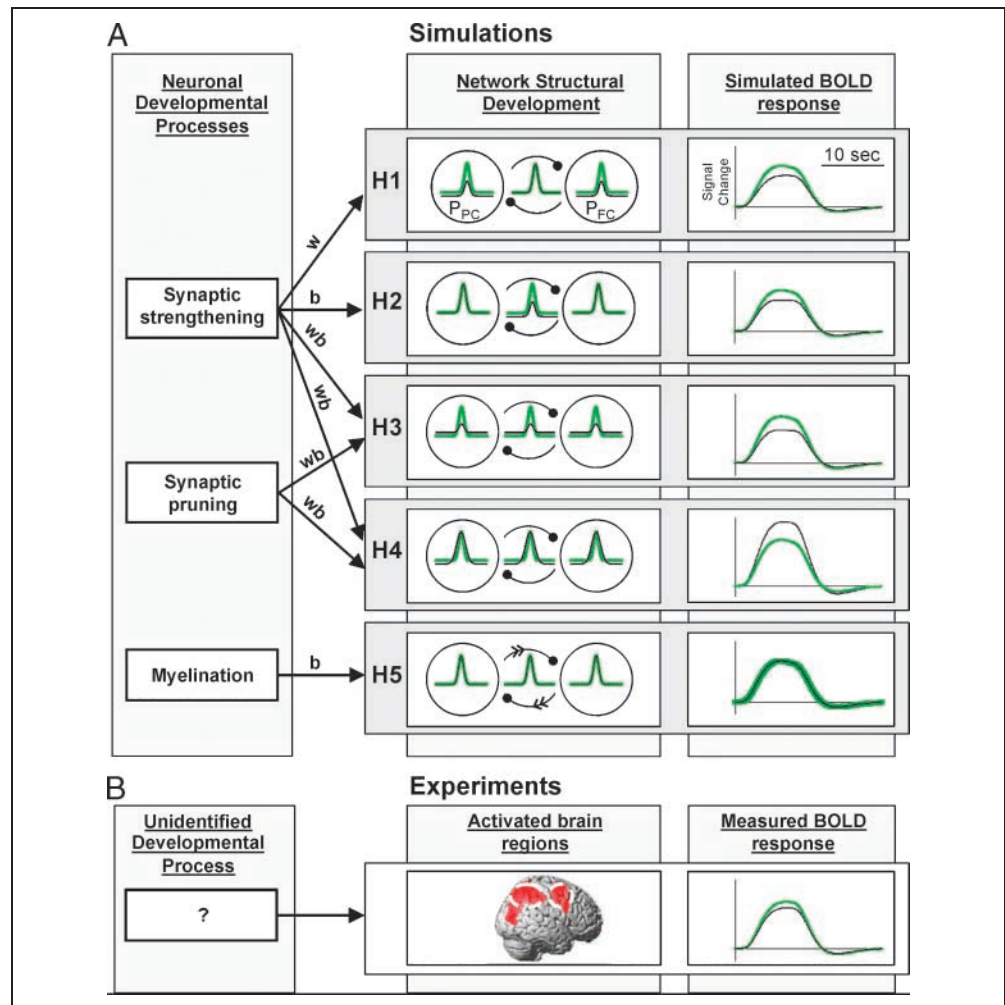 A
Simulations
Neuronal
Developmental
Processes
Network Structural
Development
Simulated BOLD
response
H1
P_PC
P_FC
Signal
Change
10 sec
w
Synaptic
strengthening
b
H2
wb
wb
H3
Synaptic
pruning
wb
wb
H4
Myelination
b
H5
B
Experiments
Unidentified
Developmental
Process
Activated brain
regions
Measured BOLD
response
?